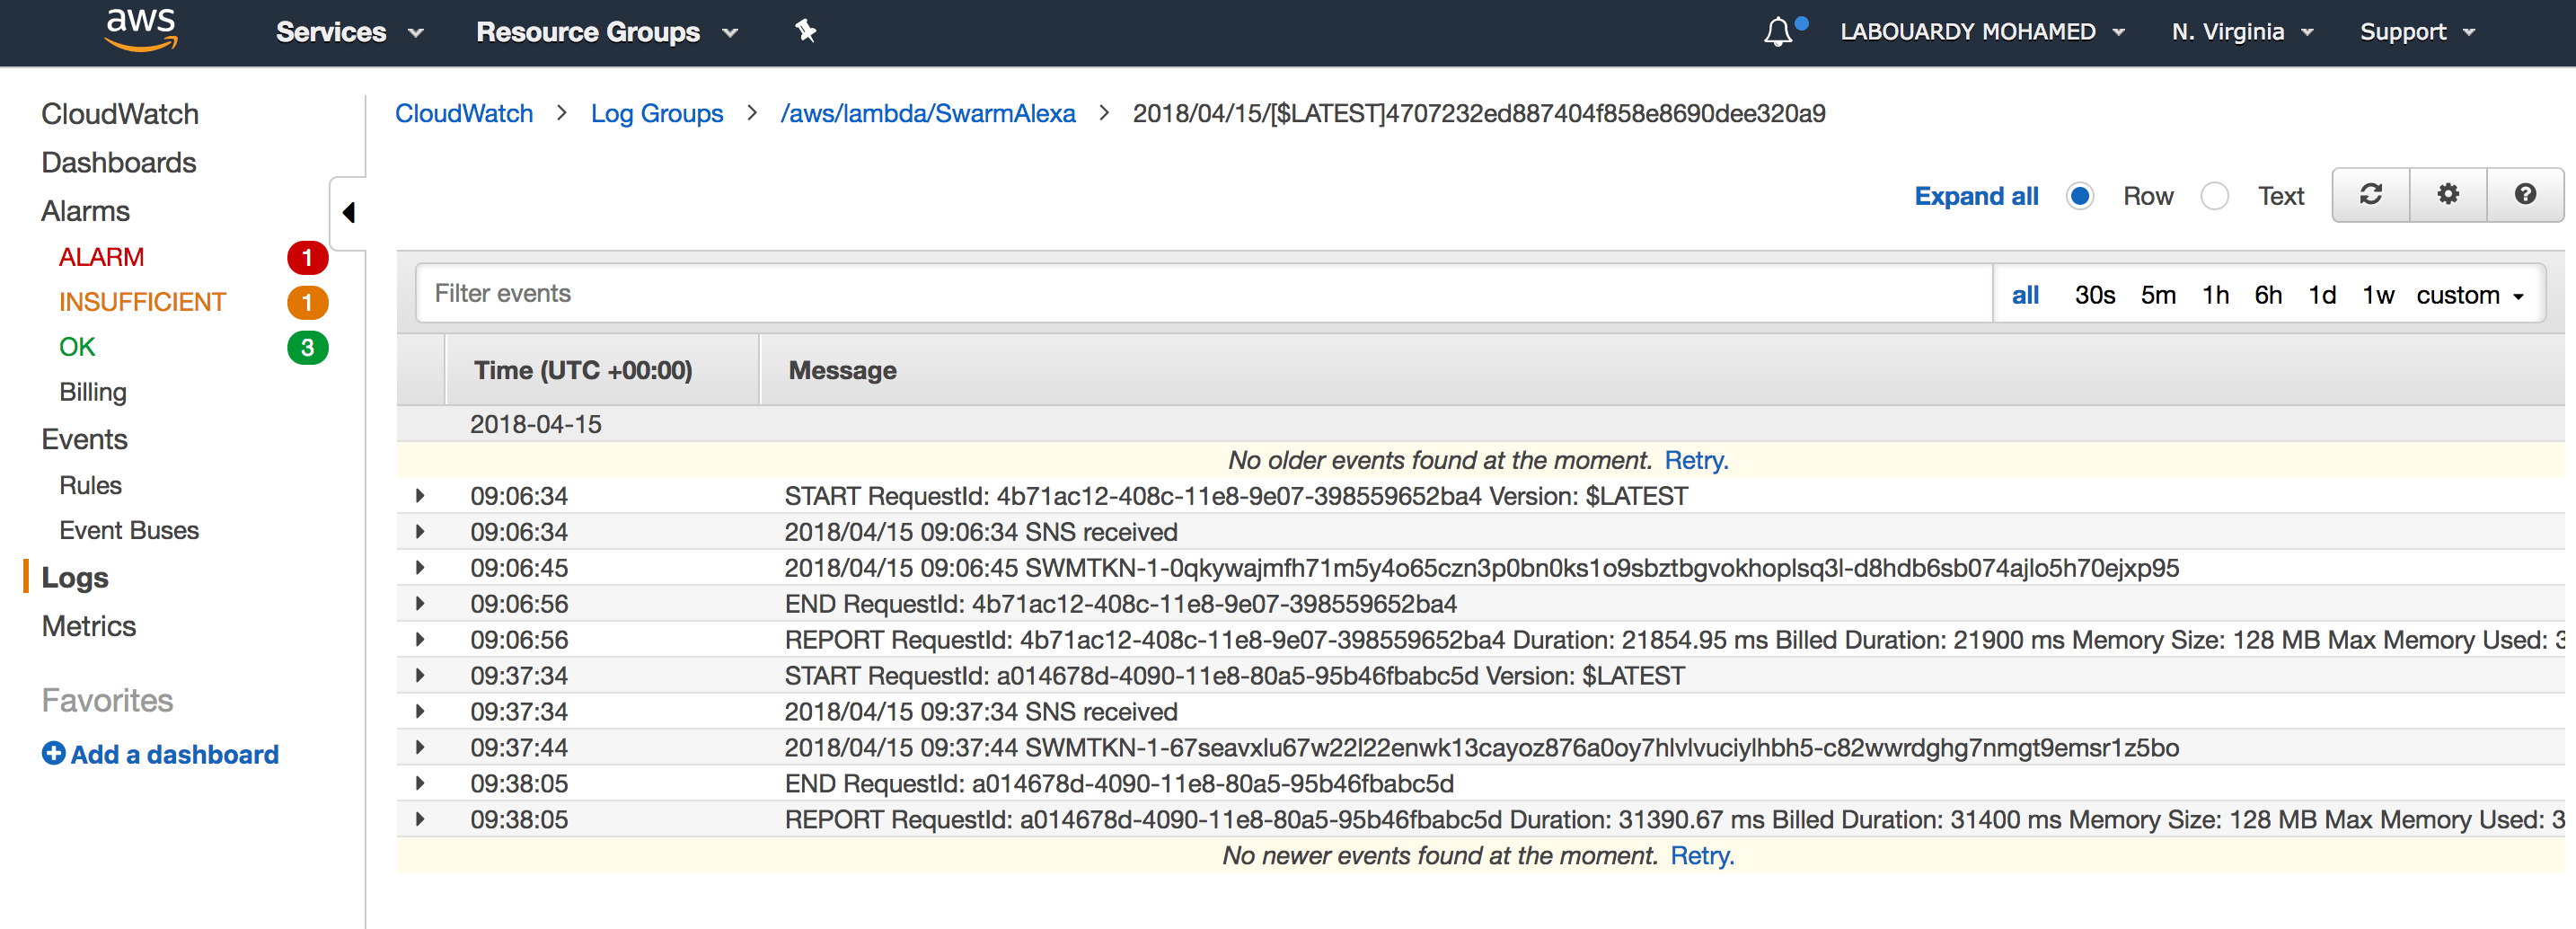 aws Services Resource Groups LABOUARDY MOHAMED N. Virginia Support
CloudWatch
Dashboards
Alarms
ALARM 1
INSUFFICIENT 1
OK 3
Billing
Events
Rules
Event Buses
Logs
Metrics
Favorites
Add a dashboard
CloudWatch > Log Groups > /aws/lambda/SwarmAlexa > 2018/04/15/[$LATEST]4707232ed887404f858e8690dee320a9
Expand all Row Text
Filter events all 30s 5m 1h 6h 1d 1w custom
Time (UTC +00:00) Message
2018-04-15
No older events found at the moment. Retry.
09:06:34 START RequestId: 4b71ac12-408c-11e8-9e07-398559652ba4 Version: $LATEST
09:06:34 2018/04/15 09:06:34 SNS received
09:06:45 2018/04/15 09:06:45 SWMTKN-1-0qkywajmfh71m5y4o65czn3p0bn0ks1o9sbztbgvokhoplsq3l-d8hdb6sb074ajlo5h70ejxp95
09:06:56 END RequestId: 4b71ac12-408c-11e8-9e07-398559652ba4
09:06:56 REPORT RequestId: 4b71ac12-408c-11e8-9e07-398559652ba4 Duration: 21854.95 ms Billed Duration: 21900 ms Memory Size: 128 MB Max Memory Used: 3
09:37:34 START RequestId: a014678d-4090-11e8-80a5-95b46fbabc5d Version: $LATEST
09:37:34 2018/04/15 09:37:34 SNS received
09:37:44 2018/04/15 09:37:44 SWMTKN-1-67seavxlu67w22l22enwk13cayoz876a0oy7hlvlvuciylhbh5-c82wwrdghg7nmgt9emsr1z5bo
09:38:05 END RequestId: a014678d-4090-11e8-80a5-95b46fbabc5d
09:38:05 REPORT RequestId: a014678d-4090-11e8-80a5-95b46fbabc5d Duration: 31390.67 ms Billed Duration: 31400 ms Memory Size: 128 MB Max Memory Used: 3
No newer events found at the moment. Retry.